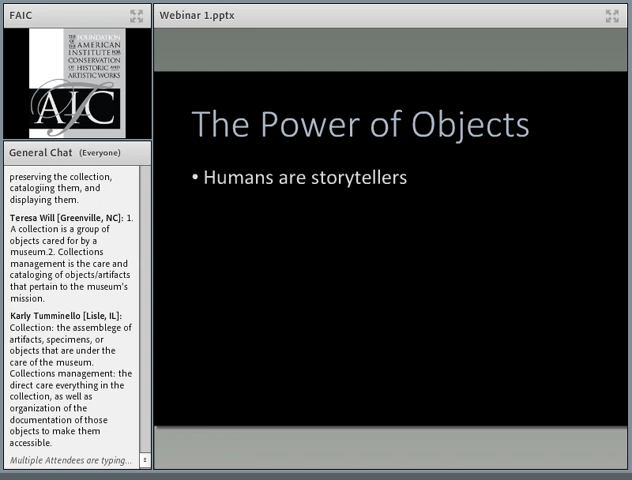 FAIC
THE FOUNDATION
OF THE AMERICAN
INSTITUTE FOR
CONSERVATION
OF HISTORIC AND
ARTISTIC WORKS
AIC
General Chat (Everyone)
preserving the collection,
catalogiing them, and
displaying them.
Teresa Will [Greenville, NC]: 1.
A collection is a group of
objects cared for by a
museum.2. Collections
management is the care and
cataloging of objects/artifacts
that pertain to the museum's
mission.
Karly Tumminello [Lisle, IL]:
Collection: the assemblege of
artifacts, specimens, or
objects that are under the
care of the museum.
Collections management: the
direct care everything in the
collection, as well as
organization of the
documentation of those
objects to make them
accessible.
Multiple Attendees are typing...
Webinar 1.pptx
The Power of Objects
• Humans are storytellers